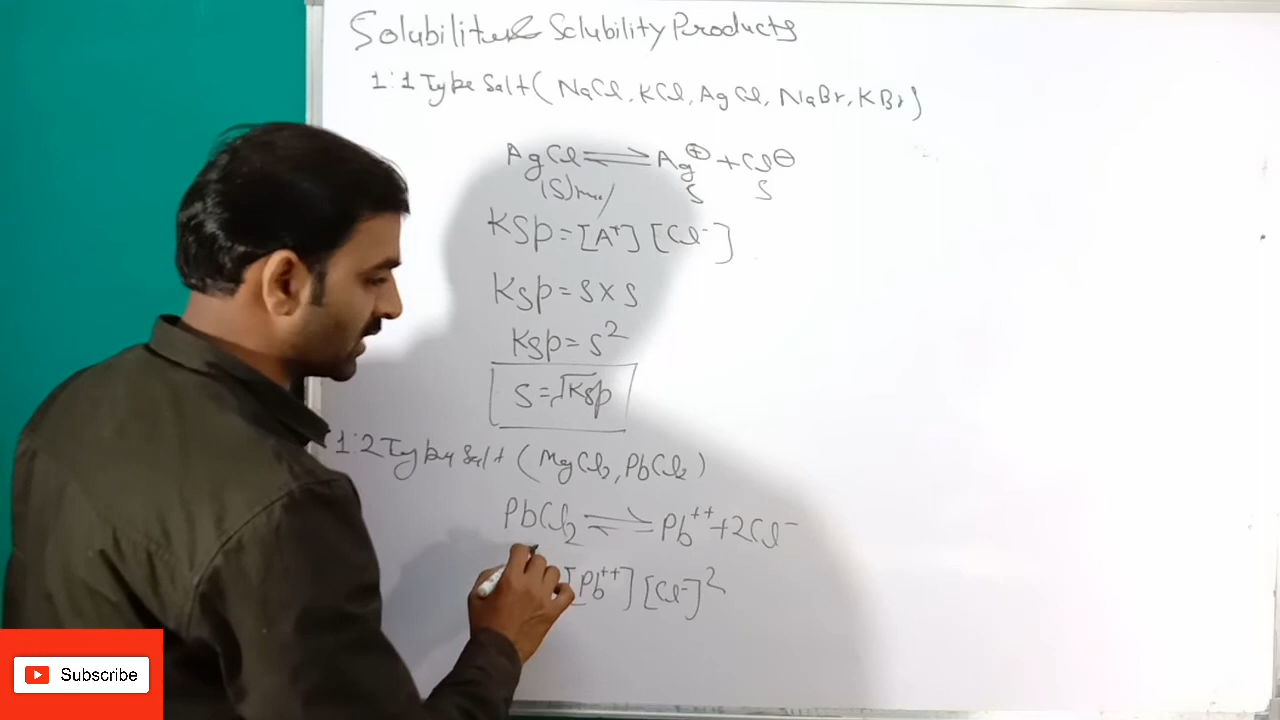 Solubility & Solubility Products
1:1 Type Salt ( NaCl, KCl, AgCl, NaBr, KBr)
AgCl ⇌ Ag⊕ + Cl⊖
(S) S S
Ksp = [A+] [Cl-]
Ksp = S x S
Ksp = S²
S = √Ksp
1:2 Type Salt ( MgCl2, PbCl2 )
PbCl2 ⇌ Pb++ + 2Cl-
[Pb++] [Cl-]²
Subscribe